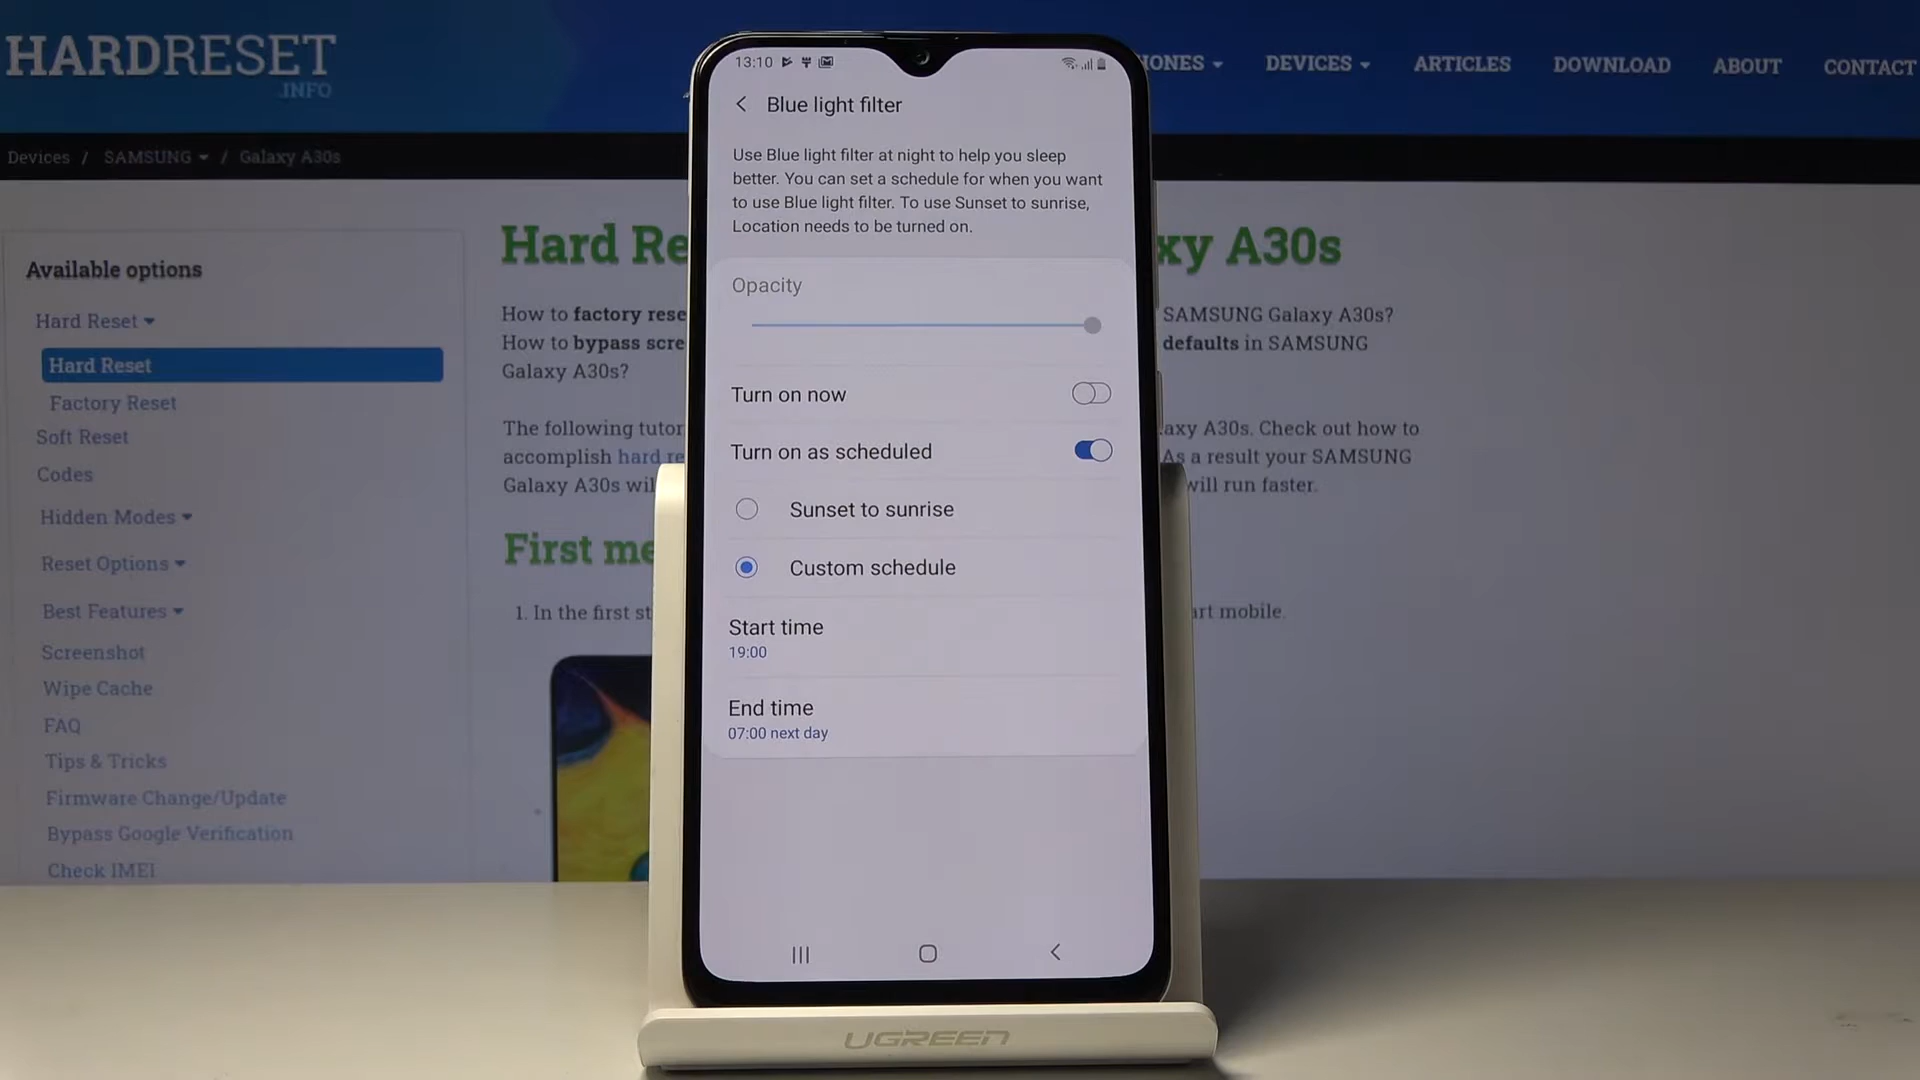 HARDRESET
.INFO
HONES
DEVICES
ARTICLES
DOWNLOAD
ABOUT
CONTACT
Devices / SAMSUNG / Galaxy A30s
Available options
Hard Reset
Hard Reset
Factory Reset
Soft Reset
Codes
Hidden Modes
Reset Options
Best Features
Screenshot
Wipe Cache
FAQ
Tips & Tricks
Firmware Change/Update
Bypass Google Verification
Check IMEI
Hard Re
xy A30s
How to factory rese
SAMSUNG Galaxy A30s?
How to bypass scre
defaults in SAMSUNG
Galaxy A30s?
The following tutor
axy A30s. Check out how to
accomplish hard re
As a result your SAMSUNG
Galaxy A30s wil
will run faster.
First me
1. In the first st
art mobile.
13:10
Blue light filter
Use Blue light filter at night to help you sleep
better. You can set a schedule for when you want
to use Blue light filter. To use Sunset to sunrise,
Location needs to be turned on.
Opacity
Turn on now
Turn on as scheduled
Sunset to sunrise
Custom schedule
Start time
19:00
End time
07:00 next day
UGREEN